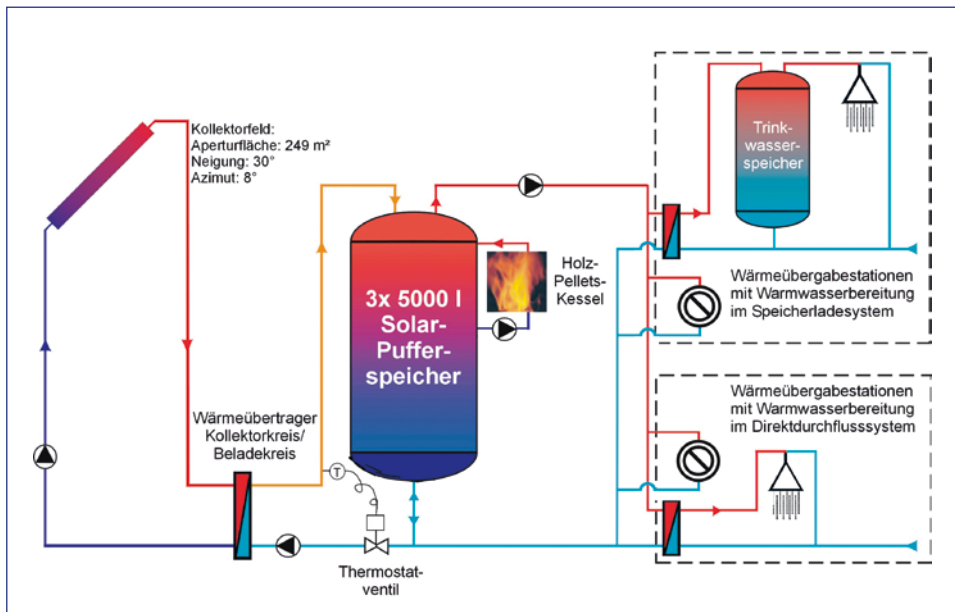 Kollektorfeld:
Aperturfläche: 249 m²
Neigung: 30°
Azimut: 8°
Trink-
wasser-
speicher
Holz-
Pellets-
Kessel
3x 5000 l
Solar-
Puffer-
speicher
Wärmeübergabestationen
mit Warmwasserbereitung
im Speicherladesystem
Wärmeübertrager
Kollektorkreis/
Beladekreis
Wärmeübergabestationen
mit Warmwasserbereitung
im Direktdurchflusssystem
T
Thermostat-
ventil